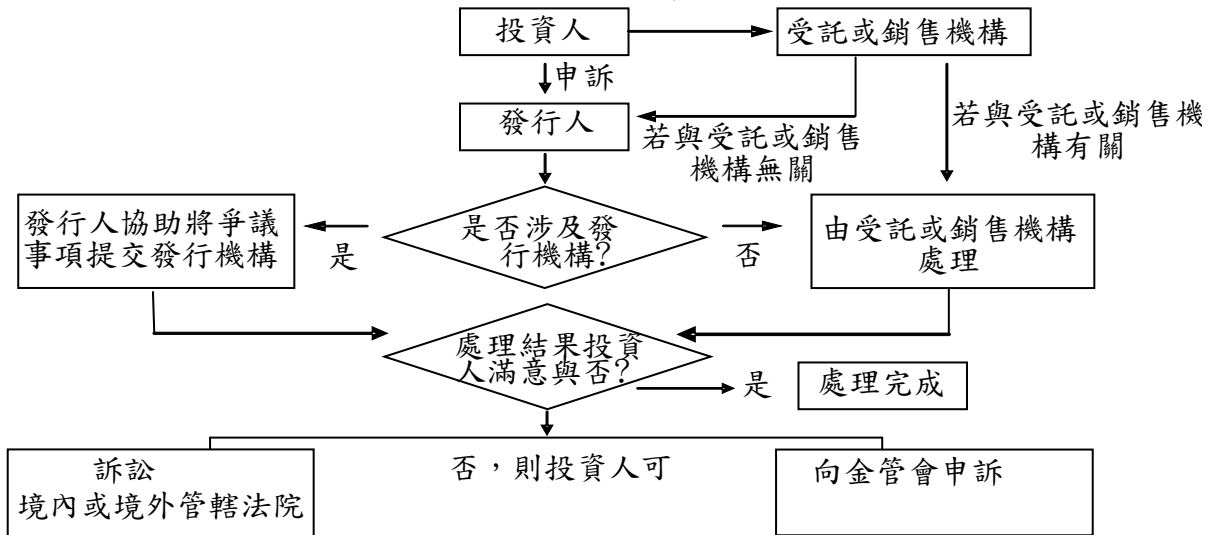 投資人
受託或銷售機構
申訴
發行人
若與受託或銷售
機構無關
若與受託或銷售機
構有關
發行人協助將爭議
事項提交發行機構
是
是否涉及發
行機構?
否
由受託或銷售機構
處理
處理結果投資
人滿意與否?
是
處理完成
訴訟
境內或境外管轄法院
否，則投資人可
向金管會申訴